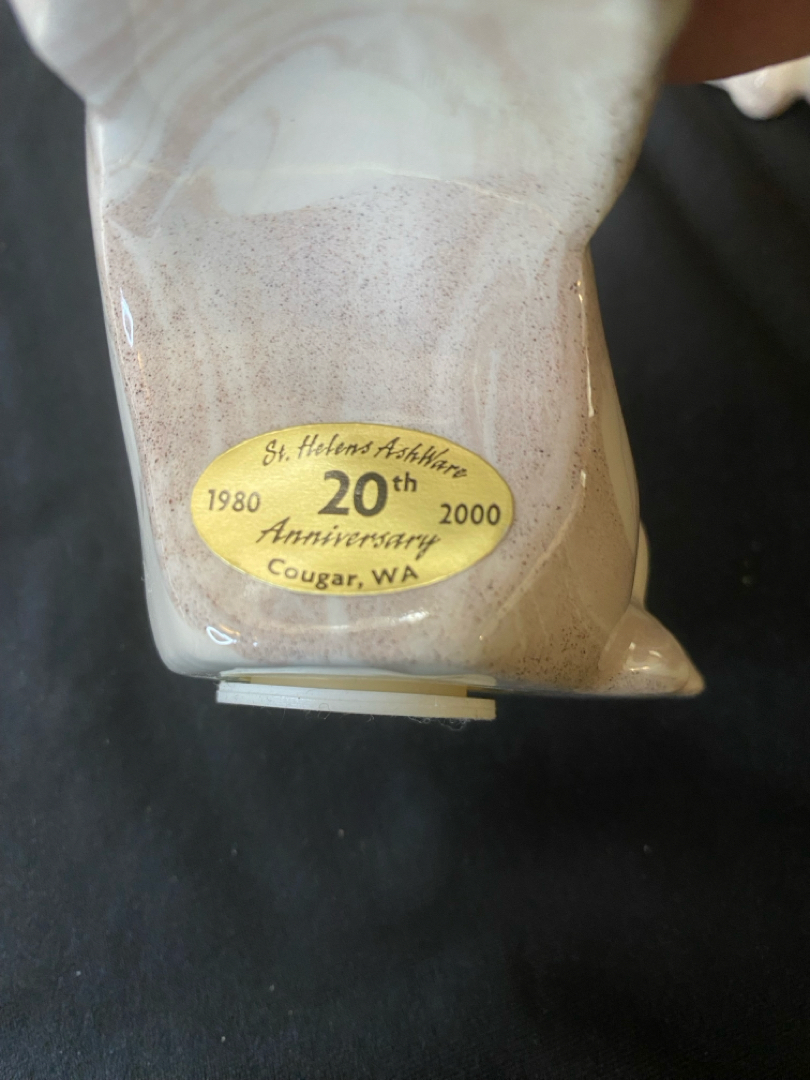 St. Helens AshWare
1980 20th 2000
Anniversary
Cougar, WA